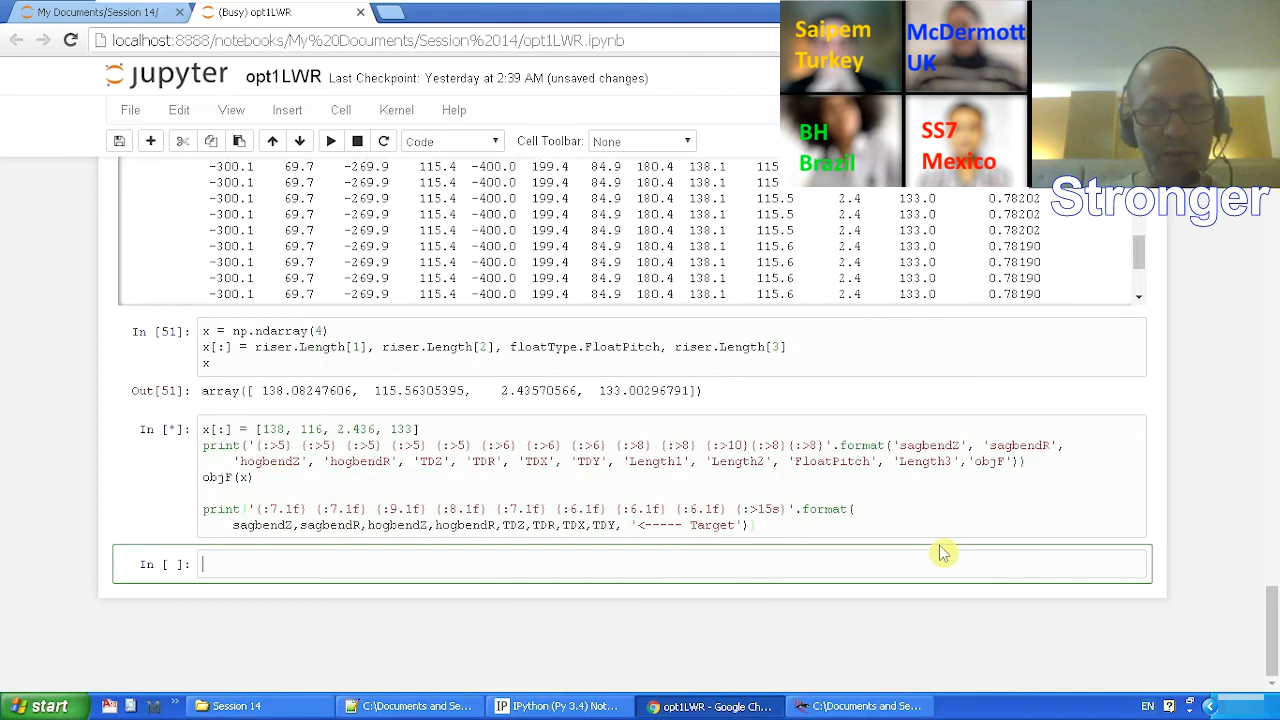 My Documents/Session 14/
(Busy) opt1LWR
Saipem
Turkey
McDermott
UK
BH
Brazil
SS7
Mexico
Stronger
jupyter opt1LWR Last Checkpoint: Yesterday at 2:39 AM (unsaved changes)
File Edit View Insert Cell Kernel Help
Code
Cell Toolbar: None
-300.1 69.7 -269.9 115.4 -400.0 199.4 84.9 180.4 138.1 115
-300.1 69.7 -269.9 115.4 -400.0 199.4 84.9 180.4 138.1 115.
-300.1 69.7 -269.9 115.4 -400.0 199.4 84.9 180.4 138.1 115.5 2.4 133.0 0.78202
-300.1 69.7 -269.9 115.4 -400.0 199.4 84.9 180.4 138.1 115.5 2.4 133.0 0.78202
-300.1 69.7 -269.9 115.4 -400.0 199.4 84.9 180.4 138.1 115.5 2.4 133.0 0.78202
-300.1 69.7 -269.9 115.4 -400.0 199.4 84.9 180.4 138.1 115.6 2.4 133.0 0.78190
-300.1 69.7 -269.9 115.4 -400.0 199.4 84.9 180.4 138.1 115.6 2.4 133.0 0.78190
-300.1 69.7 -269.9 115.4 -400.0 199.4 84.9 180.4 138.1 115.6 2.4 133.0 0.78190
-300.1 69.7 -269.9 115.4 -400.0 199.4 84.9 180.4 138.1 115.6 2.4 133.0 0.78190
In [51]: x = np.ndarray(4)
x[:] = riser.Length[1], riser.Length[2], floatType.FloatPitch, riser.Length[3]
x
Out[51]: array([ 138.08247606, 115.56305395, 2.43570566, 133.00296791])
In [*]: x[:] = [138, 116, 2.436, 133]
print('{:>5} {:>5} {:>5} {:>5} {:>5} {:>6} {:>6} {:>6} {:>8} {:>8} {:>10}{:>8}{:>8}'.format('sagbendZ', 'sagbendR',
'hogbendZ', 'hogbendR', 'TDZ', 'TDR', 'TDX', 'TDY', 'Length1', 'Length2', 'FloatPitch', 'Length3','objF'))
objF(x)
print('{:7.1f} {:7.1f} {:9.1f} {:8.1f} {:7.1f} {:6.1f} {:6.1f} {:6.1f} {:>15s}'.format(
sagbendZ,sagbendR,hogbendZ,hogbendR,TDZ,TDR,TDX,TDY, '<----- Target'))
In [ ]:
start
Session 14
C:\Documents and Se...
IPython (Py 3.4) Not...
opt1LWR - Google Ch...
C:\Documents and Se...
EN